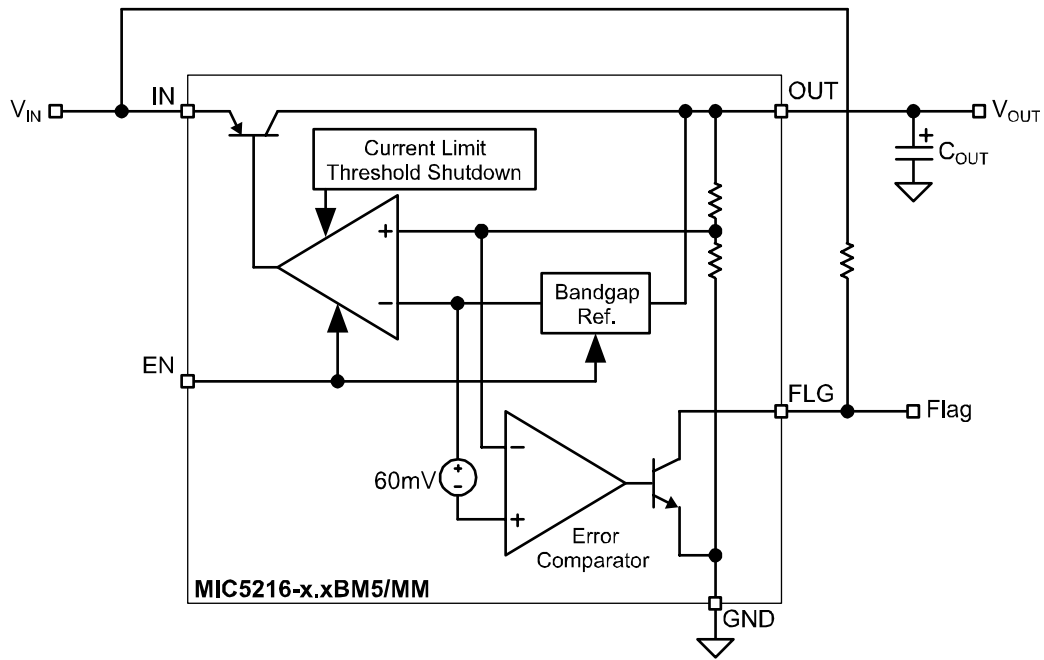 V_IN
IN
OUT
V_OUT
+
C_OUT
Current Limit
Threshold Shutdown
+
−
Bandgap
Ref.
EN
FLG
Flag
−
60mV
+
−
+
Error
Comparator
MIC5216-x.xBM5/MM
GND